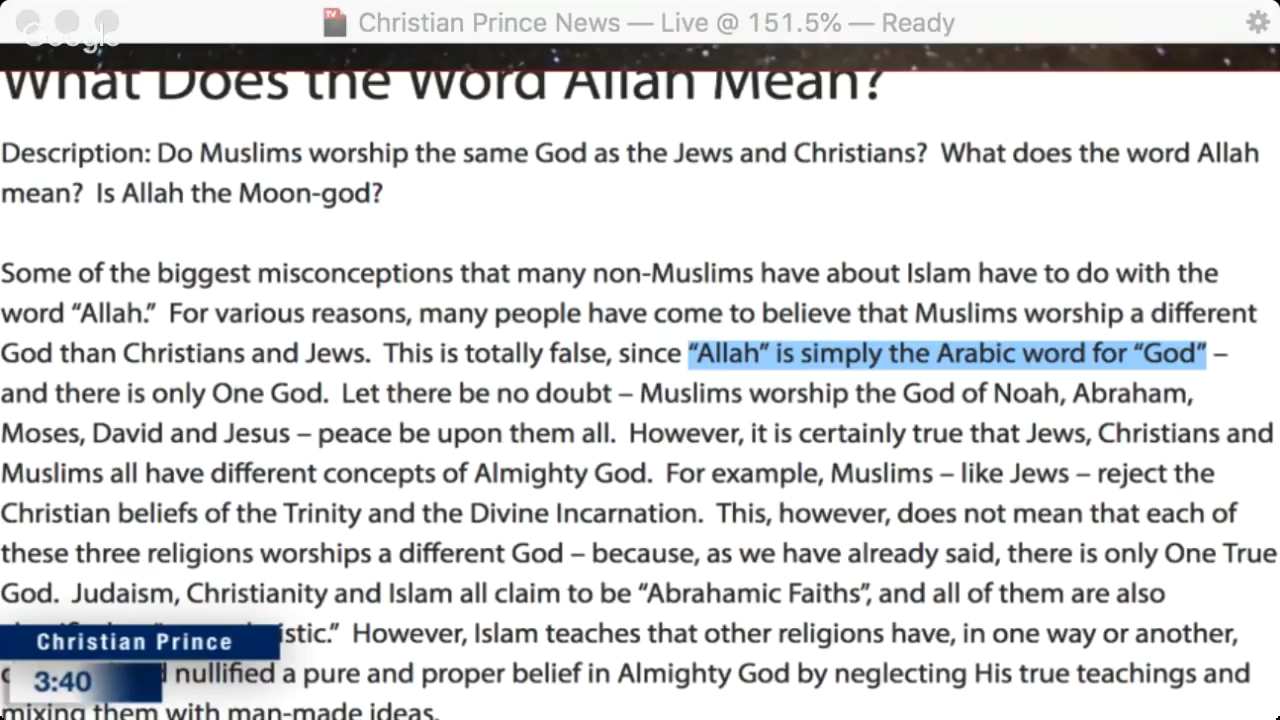 Christian Prince News — Live @ 151.5% — Ready
Google
What Does the Word Allah Mean?
Description: Do Muslims worship the same God as the Jews and Christians? What does the word Allah
mean? Is Allah the Moon-god?
Some of the biggest misconceptions that many non-Muslims have about Islam have to do with the
word “Allah.” For various reasons, many people have come to believe that Muslims worship a different
God than Christians and Jews. This is totally false, since “Allah” is simply the Arabic word for “God” –
and there is only One God. Let there be no doubt – Muslims worship the God of Noah, Abraham,
Moses, David and Jesus – peace be upon them all. However, it is certainly true that Jews, Christians and
Muslims all have different concepts of Almighty God. For example, Muslims – like Jews – reject the
Christian beliefs of the Trinity and the Divine Incarnation. This, however, does not mean that each of
these three religions worships a different God – because, as we have already said, there is only One True
God. Judaism, Christianity and Islam all claim to be “Abrahamic Faiths”, and all of them are also
istic.” However, Islam teaches that other religions have, in one way or another,
nullified a pure and proper belief in Almighty God by neglecting His true teachings and
mixing them with man-made ideas.
Christian Prince
3:40